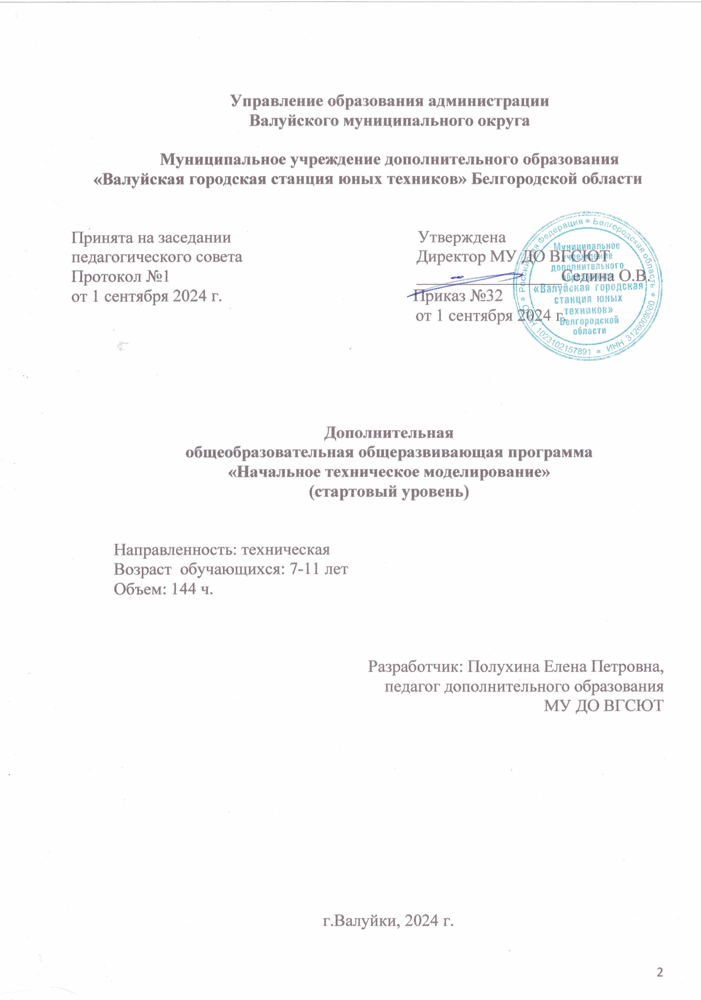 Управление образования администрации
Валуйского муниципального округа
Муниципальное учреждение дополнительного образования
«Валуйская городская станция юных техников» Белгородской области
Принята на заседании
педагогического совета
Протокол №1
от 1 сентября 2024 г.
Утверждена
Директор МУ ДО ВГСЮТ
Седина О.В.
Приказ №32
от 1 сентября 2024 г.
Российская Федерация * Белгородская область * ИНН 3126009060 * ОГРН 1023102157891 *
Муниципальное
учреждение
дополнительного
образования
«Валуйская городская
станция юных
техников»
Белгородской
области
Дополнительная
общеобразовательная общеразвивающая программа
«Начальное техническое моделирование»
(стартовый уровень)
Направленность: техническая
Возраст  обучающихся: 7-11 лет
Объем: 144 ч.
Разработчик: Полухина Елена Петровна,
педагог дополнительного образования
МУ ДО ВГСЮТ
г.Валуйки, 2024 г.
2